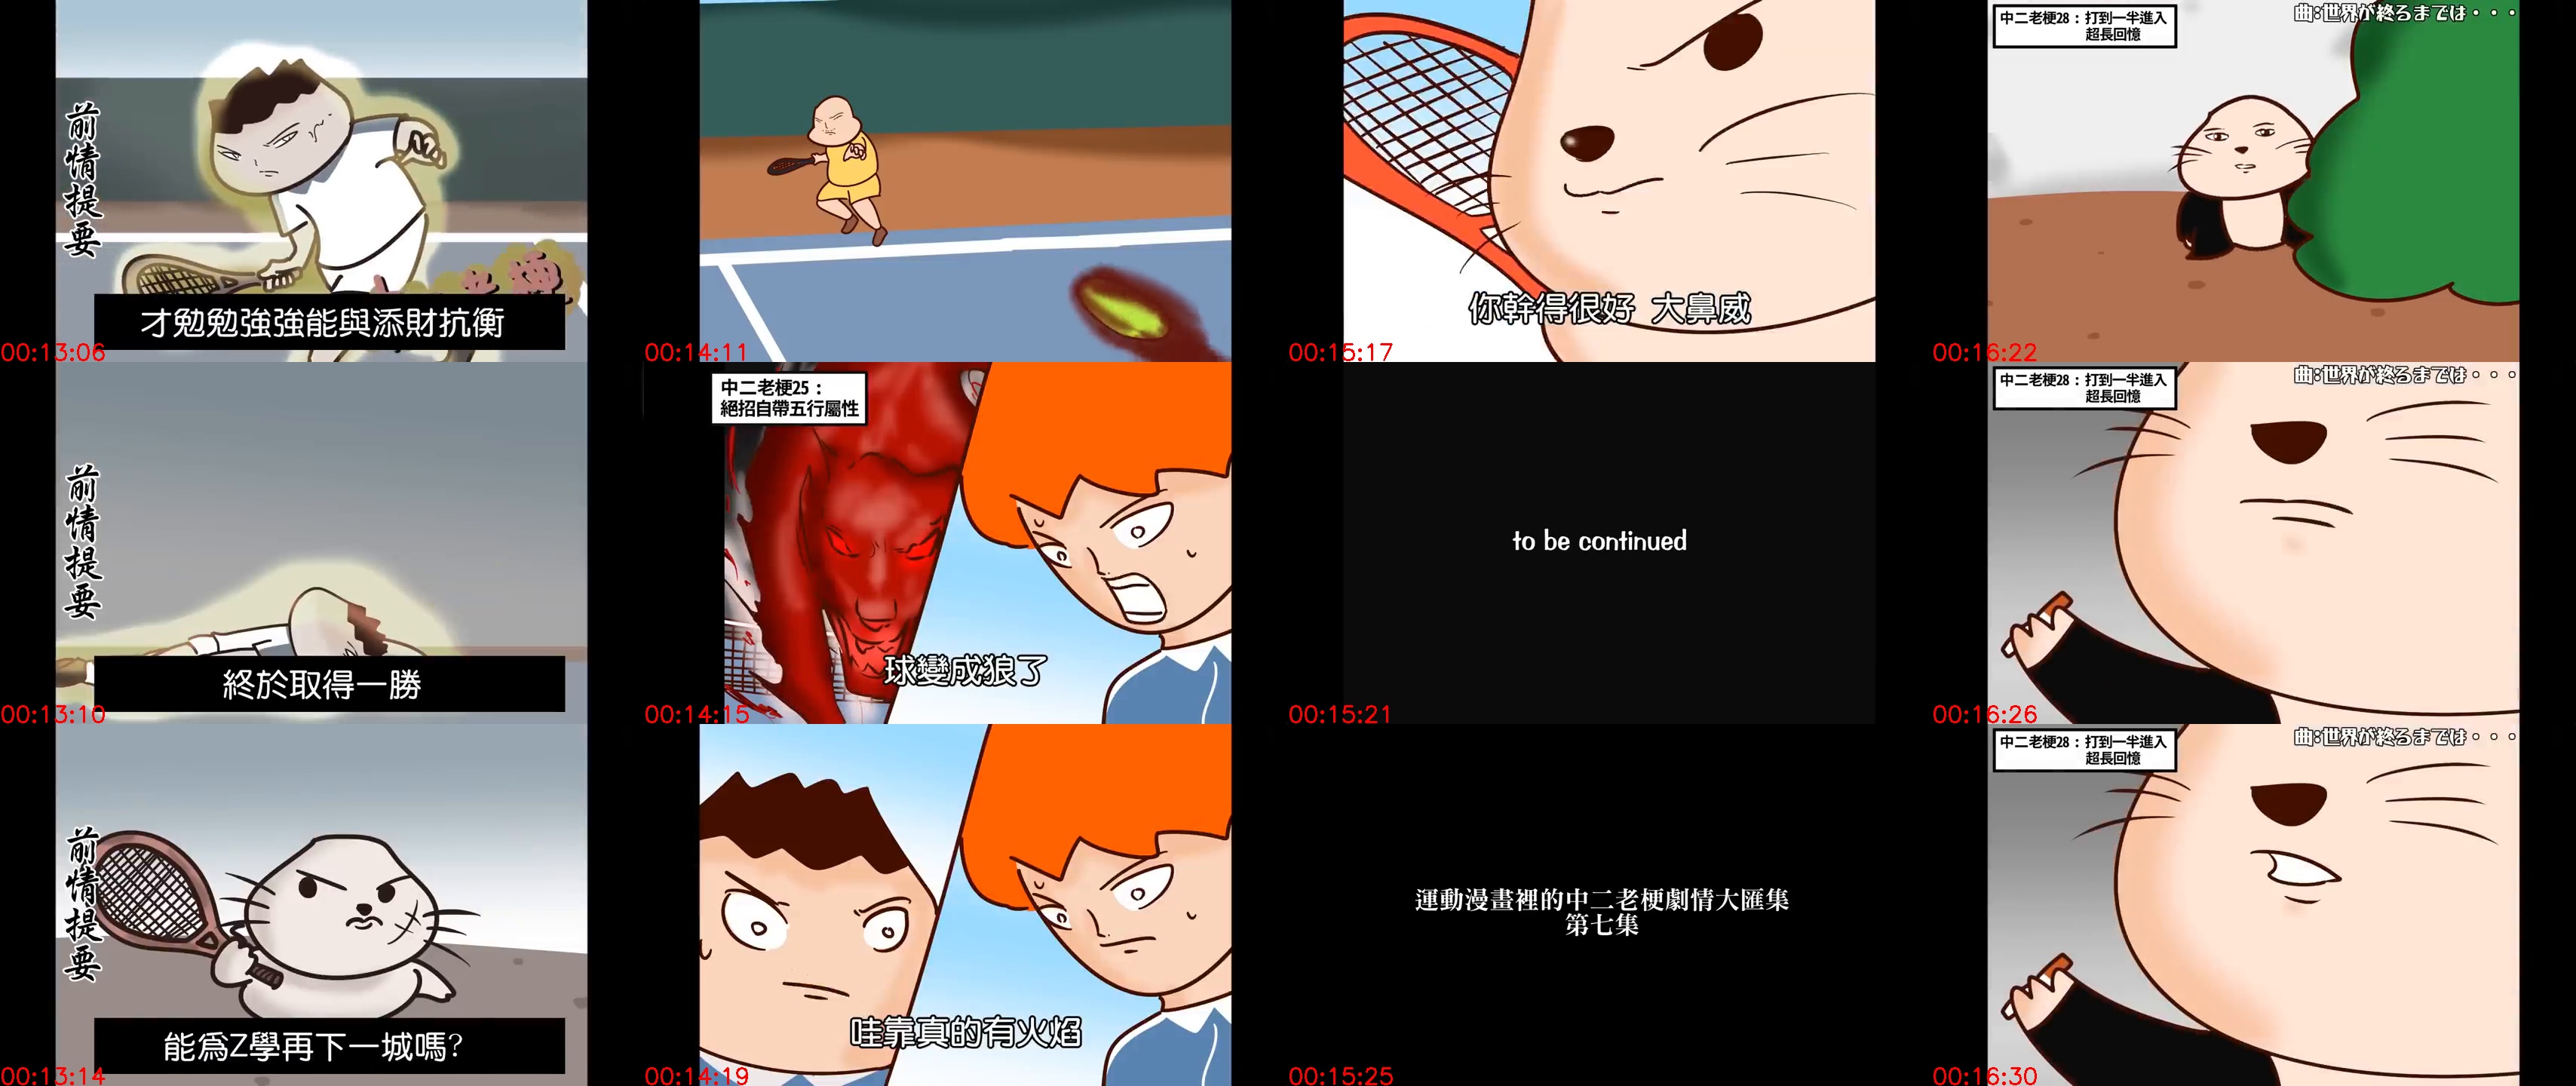 前情提要
才勉勉強強能與添財抗衡
00:13:06
00:14:11
你幹得很好 大鼻威
00:15:17
中二老梗28：打到一半進入
超長回憶
曲:世界が終るまでは・・・
00:16:22
前情提要
終於取得一勝
00:13:10
中二老梗25：
絕招自帶五行屬性
球變成狼了
00:14:15
to be continued
00:15:21
中二老梗28：打到一半進入
超長回憶
曲:世界が終るまでは・・・
00:16:26
前情提要
能為Z學再下一城嗎?
00:13:14
哇靠真的有火焰
00:14:19
運動漫畫裡的中二老梗劇情大匯集
第七集
00:15:25
中二老梗28：打到一半進入
超長回憶
曲:世界が終るまでは・・・
00:16:30